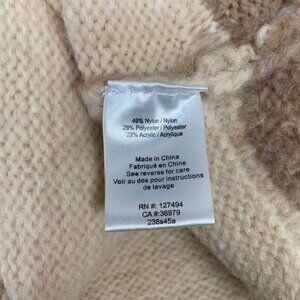 49% Nylon / Nylon
29% Polyester / Polyester
22% Acrylic / Acrylique
Made in China
Fabriqué en Chine
See reverse for care
Voir au dos pour instructions
de lavage
RN #: 127494
CA #:36979
238s45a